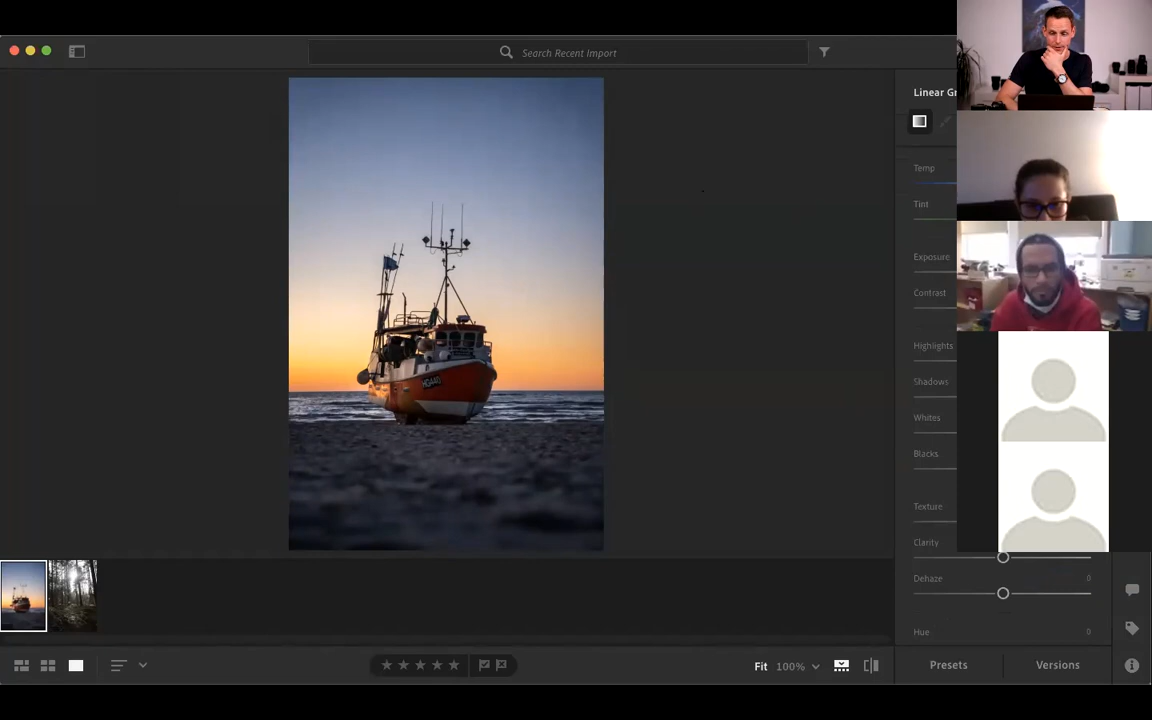 Search Recent Import
Linear Gr
Temp
Tint
Exposure
Contrast
Highlights
Shadows
Whites
Blacks
Texture
Clarity
Dehaze 0
Hue 0
HG440
Fit 100%
Presets Versions